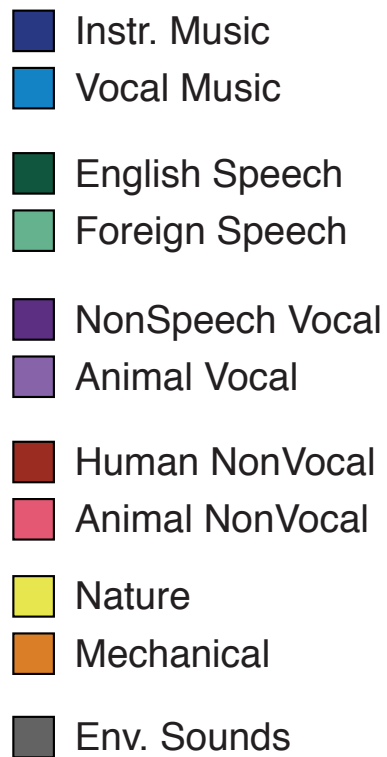 Instr. Music
Vocal Music
English Speech
Foreign Speech
NonSpeech Vocal
Animal Vocal
Human NonVocal
Animal NonVocal
Nature
Mechanical
Env. Sounds